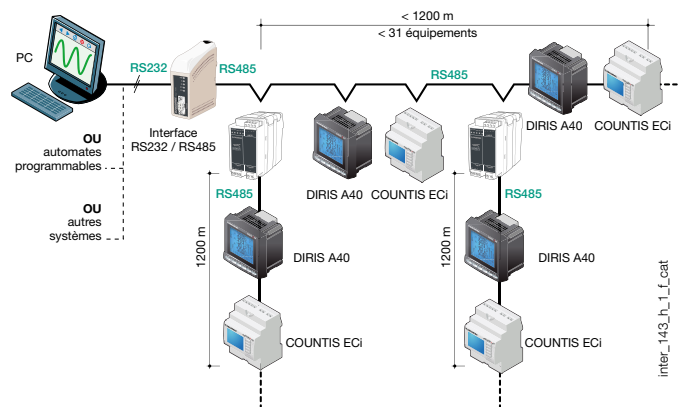 < 1200 m
< 31 équipements
PC
RS232
RS485
RS485
Interface
RS232 / RS485
DIRIS A40
COUNTIS ECi
OU
automates
programmables
OU
autres
systèmes
DIRIS A40
COUNTIS ECi
RS485
RS485
1200 m
1200 m
DIRIS A40
DIRIS A40
COUNTIS ECi
COUNTIS ECi
inter_143_h_1_f_cat